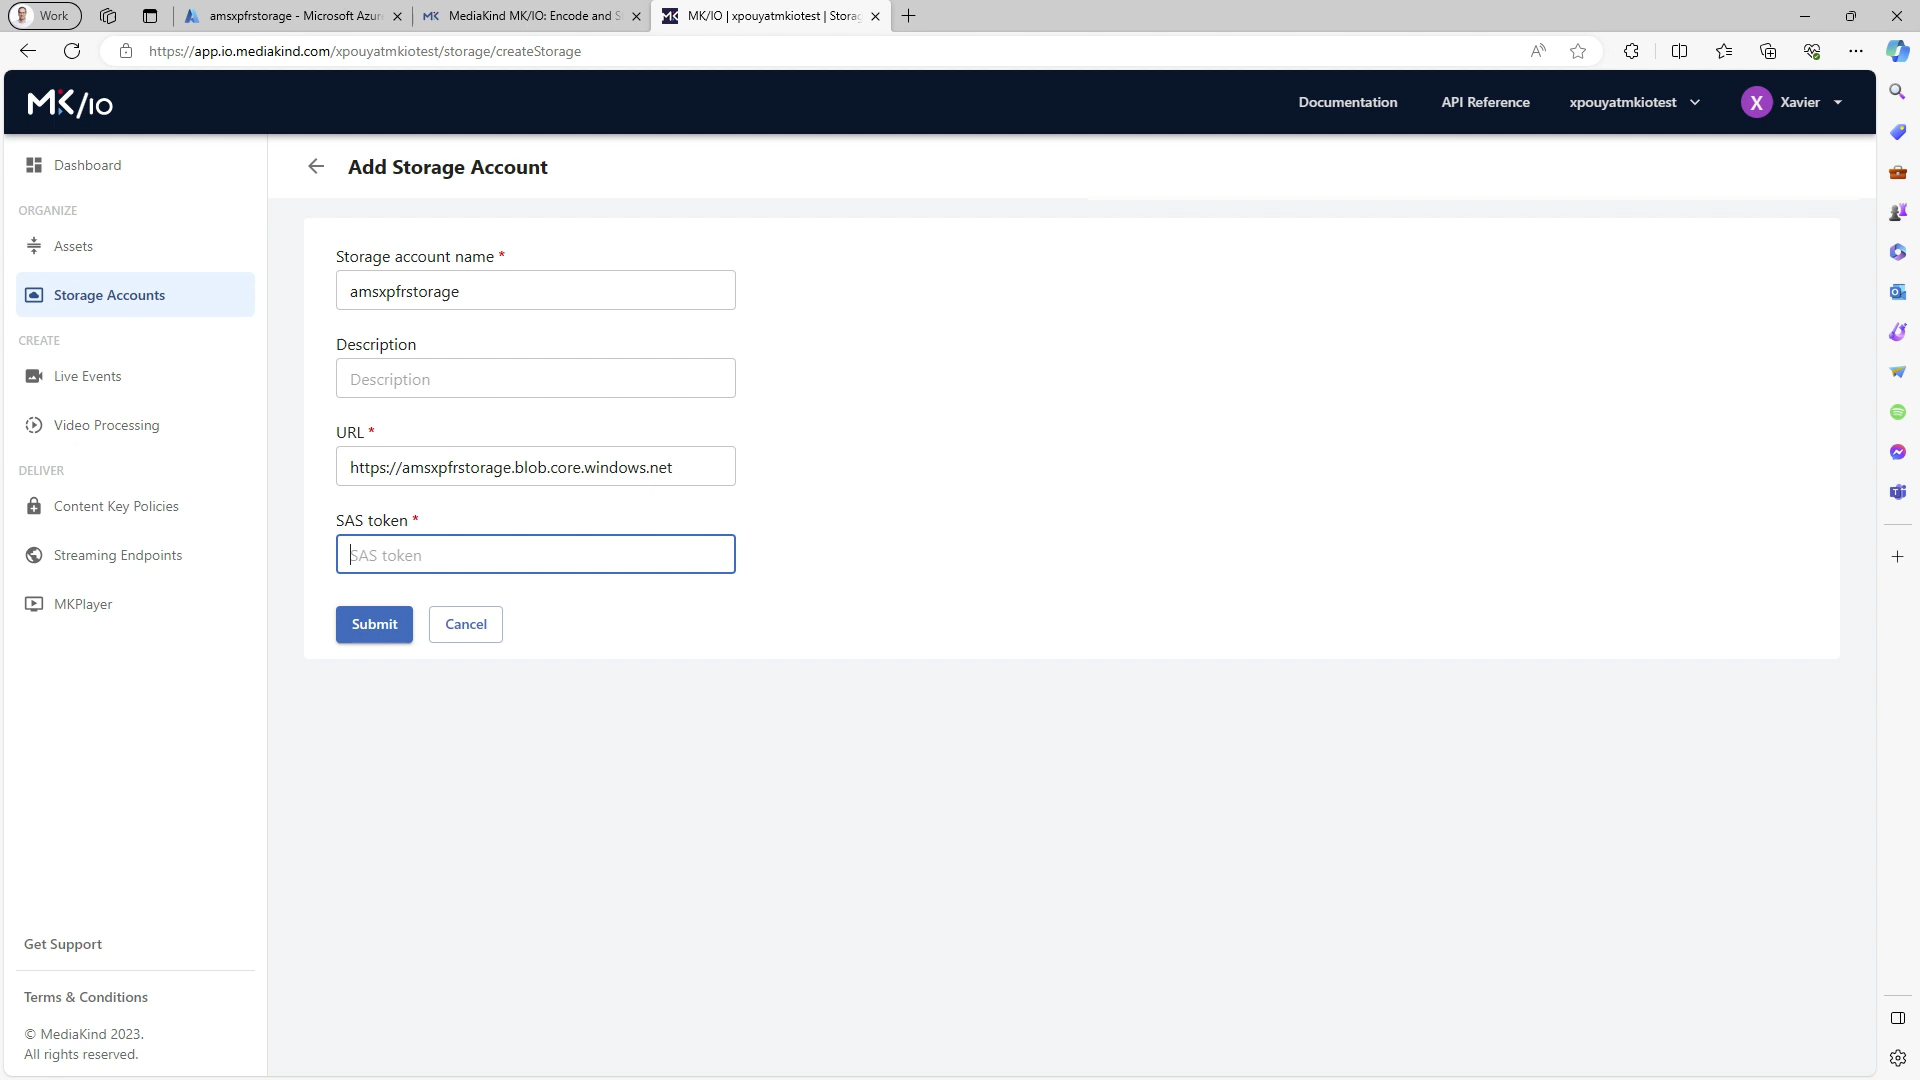 Work
amsxpfrstorage - Microsoft Azur
MediaKind MK/IO: Encode and S
MK/IO | xpouyatmkiotest | Storag
https://app.io.mediakind.com/xpouyatmkiotest/storage/createStorage
MK/IO
Documentation
API Reference
xpouyatmkiotest
X
Xavier
Dashboard
ORGANIZE
Assets
Storage Accounts
CREATE
Live Events
Video Processing
DELIVER
Content Key Policies
Streaming Endpoints
MKPlayer
Get Support
Terms & Conditions
© MediaKind 2023.
All rights reserved.
Add Storage Account
Storage account name *
amsxpfrstorage
Description
Description
URL *
https://amsxpfrstorage.blob.core.windows.net
SAS token *
SAS token
Submit
Cancel